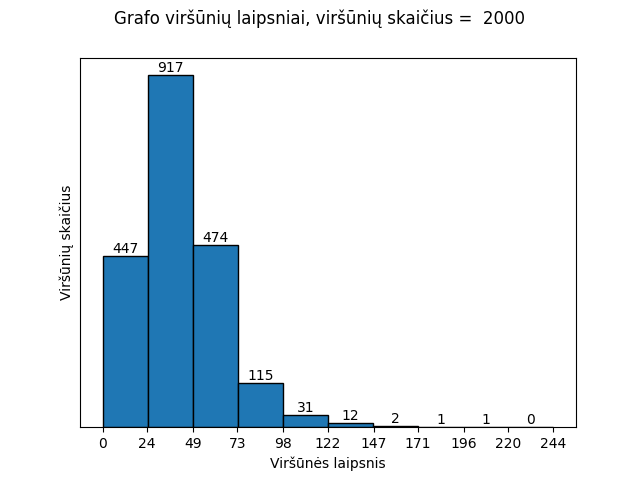 Grafo viršūnių laipsniai, viršūnių skaičius =  2000
Viršūnių skaičius
917
474
447
115
31
12
2
1
1
0
0 24 49 73 98 122 147 171 196 220 244
Viršūnės laipsnis